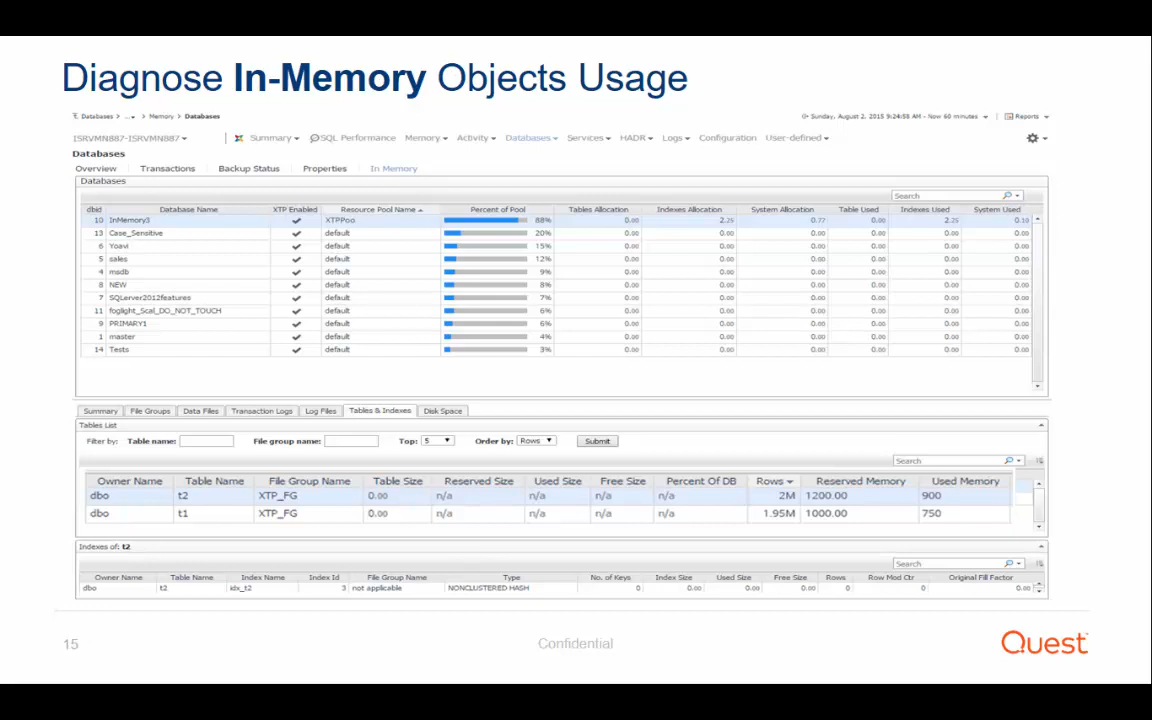 Diagnose In-Memory Objects Usage
Databases > ... > Memory > Databases
Sunday, August 2, 2015 9:24:58 AM - Now 60 minutes | Reports
ISRVMN887-ISRVMN887 | Summary SQL Performance Memory Activity Databases Services HADR Logs Configuration User-defined
Databases
Overview Transactions Backup Status Properties In Memory
Databases
Search
dbid Database Name XTP Enabled Resource Pool Name Percent of Pool Tables Allocation Indexes Allocation System Allocation Table Used Indexes Used System Used
10 InMemory3 XTPPoo 88% 0.00 2.25 0.77 0.00 2.25 0.10
13 Case_Sensitive default 20% 0.00 0.00 0.00 0.00 0.00 0.00
6 Yoavi default 15% 0.00 0.00 0.00 0.00 0.00 0.00
5 sales default 12% 0.00 0.00 0.00 0.00 0.00 0.00
4 msdb default 9% 0.00 0.00 0.00 0.00 0.00 0.00
8 NEW default 8% 0.00 0.00 0.00 0.00 0.00 0.00
7 SQLerver2012features default 7% 0.00 0.00 0.00 0.00 0.00 0.00
11 foglight_Scal_DO_NOT_TOUCH default 6% 0.00 0.00 0.00 0.00 0.00 0.00
9 PRIMARY1 default 6% 0.00 0.00 0.00 0.00 0.00 0.00
1 master default 4% 0.00 0.00 0.00 0.00 0.00 0.00
14 Tests default 3% 0.00 0.00 0.00 0.00 0.00 0.00
Summary File Groups Data Files Transaction Logs Log Files Tables & Indexes Disk Space
Tables List
Filter by: Table name: File group name: Top: 5 Order by: Rows Submit
Search
Owner Name Table Name File Group Name Table Size Reserved Size Used Size Free Size Percent Of DB Rows Reserved Memory Used Memory
dbo t2 XTP_FG 0.00 n/a n/a n/a n/a 2M 1200.00 900
dbo t1 XTP_FG 0.00 n/a n/a n/a n/a 1.95M 1000.00 750
Indexes of: t2
Search
Owner Name Table Name Index Name Index Id File Group Name Type No. of Keys Index Size Used Size Free Size Rows Row Mod Ctr Original Fill Factor
dbo t2 idx_t2 3 not applicable NONCLUSTERED HASH 0 0.00 0.00 0.00 0 0 0.00
15
Confidential
Quest